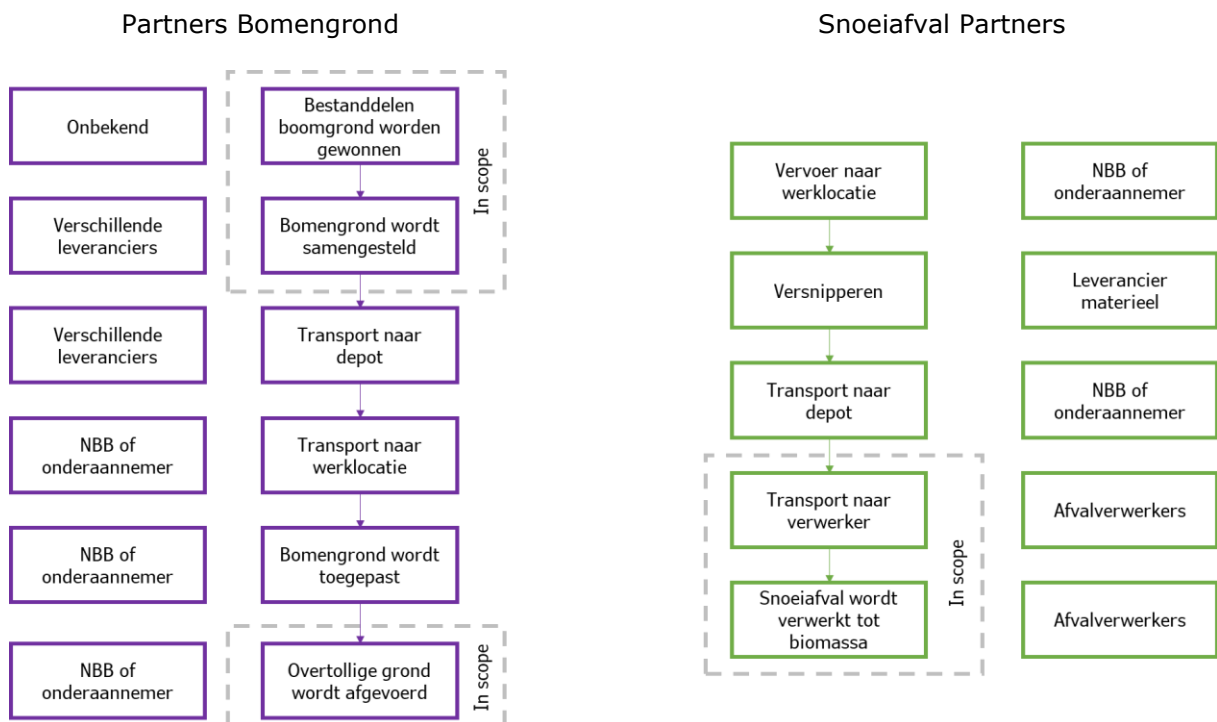 Partners Bomengrond
Onbekend
Bestanddelen
boomgrond worden
gewonnen
Verschillende
leveranciers
Bomengrond wordt
samengesteld
In scope
Verschillende
leveranciers
Transport naar
depot
NBB of
onderaannemer
Transport naar
werklocatie
NBB of
onderaannemer
Bomengrond wordt
toegepast
NBB of
onderaannemer
Overtollige grond
wordt afgevoerd
In scope
Snoeiafval Partners
Vervoer naar
werklocatie
NBB of
onderaannemer
Versnipperen
Leverancier
materieel
Transport naar
depot
NBB of
onderaannemer
Transport naar
verwerker
Afvalverwerkers
Snoeiafval wordt
verwerkt tot
biomassa
Afvalverwerkers
In scope